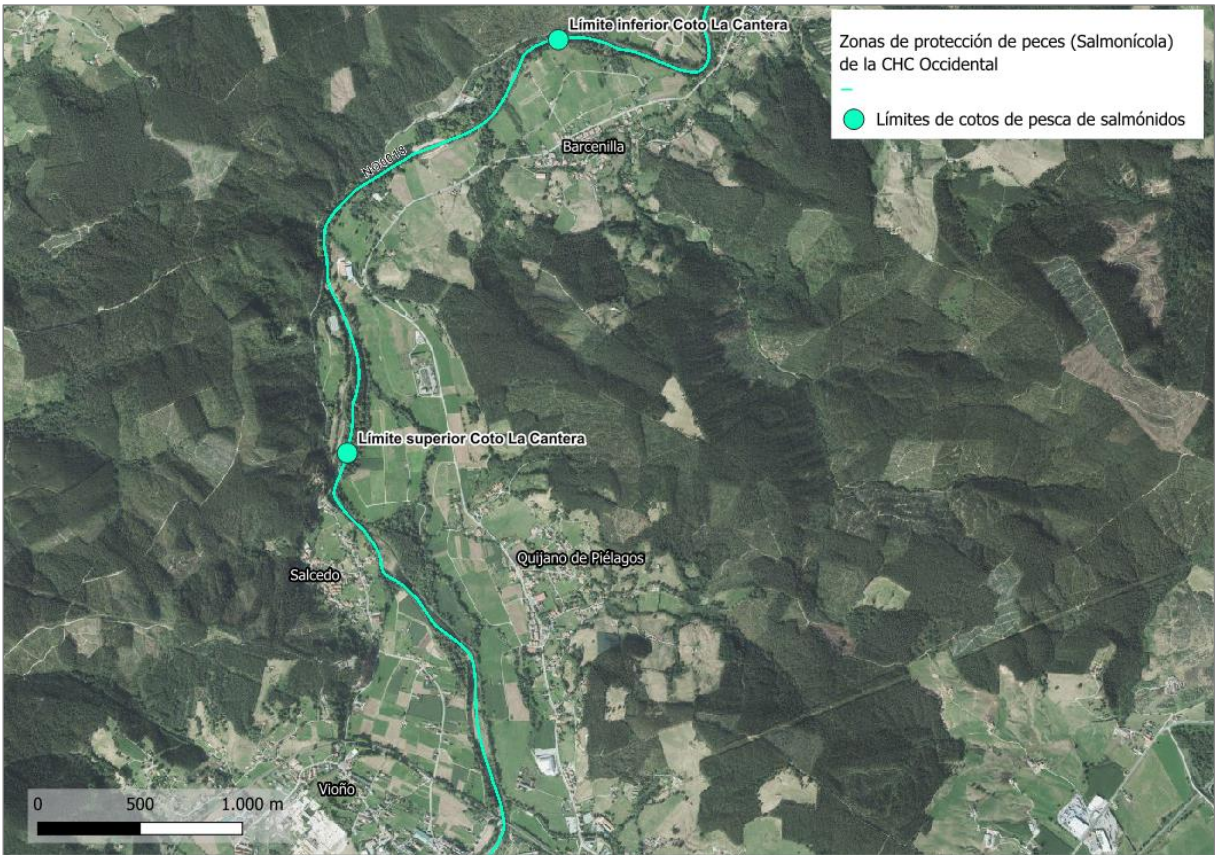 Límite inferior Coto La Cantera
Zonas de protección de peces (Salmonícola)
de la CHC Occidental
Límites de cotos de pesca de salmónidos
Barcenilla
Límite superior Coto La Cantera
Quijano de Piélagos
Salcedo
Vioño
0 500 1.000 m